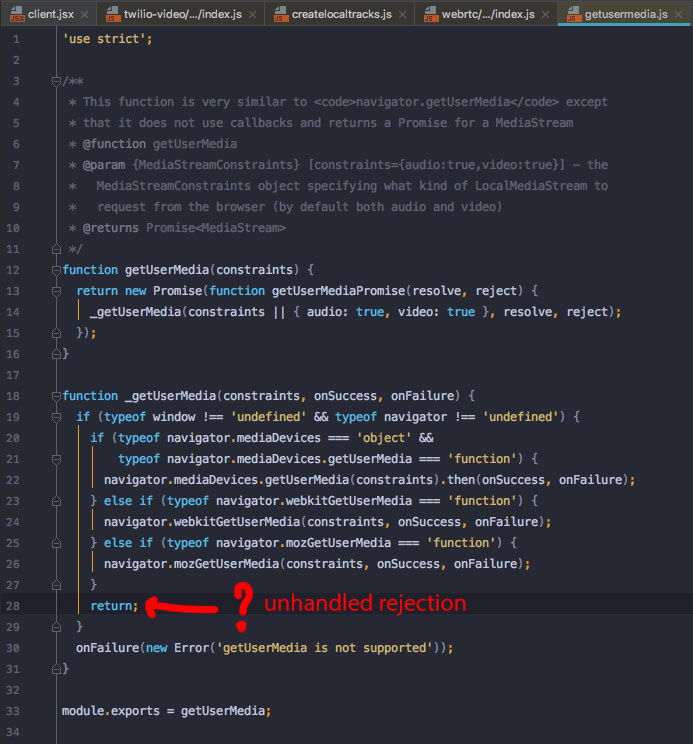 client.jsx × twilio-video/.../index.js × createlocaltracks.js × webrtc/.../index.js × getusermedia.js ×
1 'use strict';
2
3 /**
4  * This function is very similar to <code>navigator.getUserMedia</code> except
5  * that it does not use callbacks and returns a Promise for a MediaStream
6  * @function getUserMedia
7  * @param {MediaStreamConstraints} [constraints={audio:true,video:true}] - the
8  *   MediaStreamConstraints object specifying what kind of LocalMediaStream to
9  *   request from the browser (by default both audio and video)
10  * @returns Promise<MediaStream>
11  */
12 function getUserMedia(constraints) {
13   return new Promise(function getUserMediaPromise(resolve, reject) {
14     _getUserMedia(constraints || { audio: true, video: true }, resolve, reject);
15   });
16 }
17
18 function _getUserMedia(constraints, onSuccess, onFailure) {
19   if (typeof window !== 'undefined' && typeof navigator !== 'undefined') {
20     if (typeof navigator.mediaDevices === 'object' &&
21         typeof navigator.mediaDevices.getUserMedia === 'function') {
22       navigator.mediaDevices.getUserMedia(constraints).then(onSuccess, onFailure);
23     } else if (typeof navigator.webkitGetUserMedia === 'function') {
24       navigator.webkitGetUserMedia(constraints, onSuccess, onFailure);
25     } else if (typeof navigator.mozGetUserMedia === 'function') {
26       navigator.mozGetUserMedia(constraints, onSuccess, onFailure);
27     }
28     return; ? unhandled rejection
29   }
30   onFailure(new Error('getUserMedia is not supported'));
31 }
32
33 module.exports = getUserMedia;
34